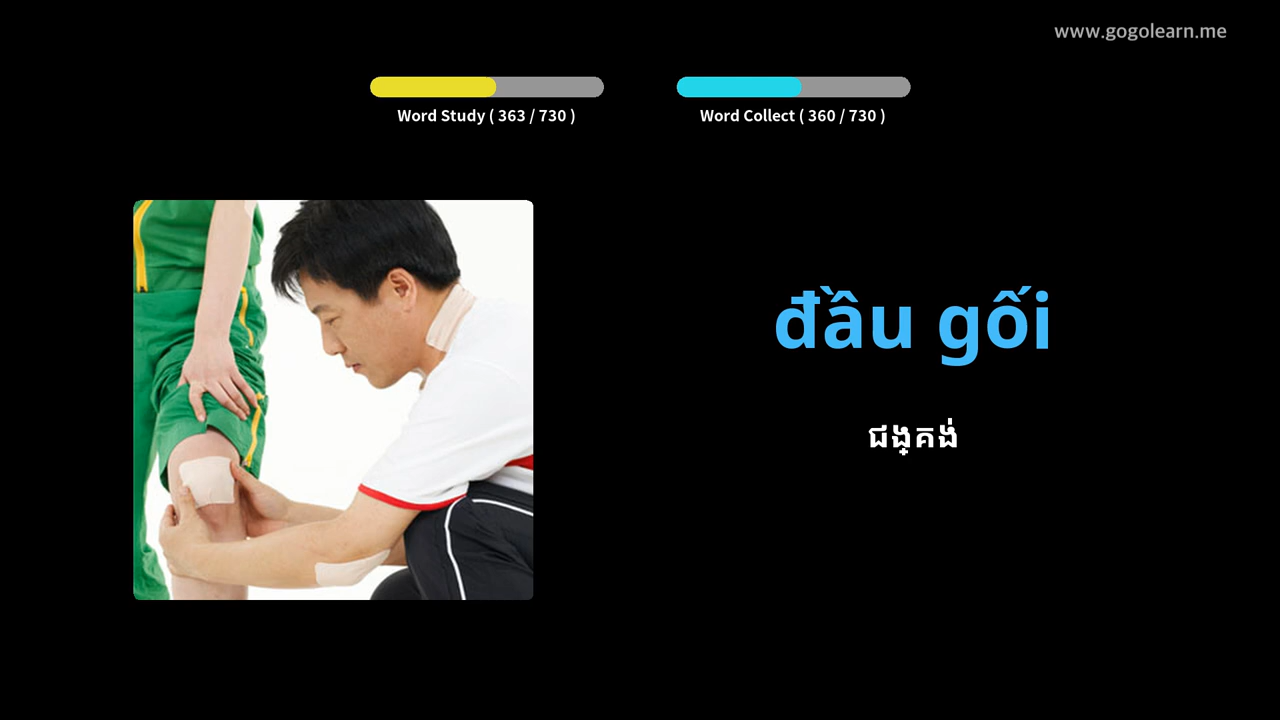 www.gogolearn.me
Word Study ( 363 / 730 )
Word Collect ( 360 / 730 )
đầu gối
ជង្គង់